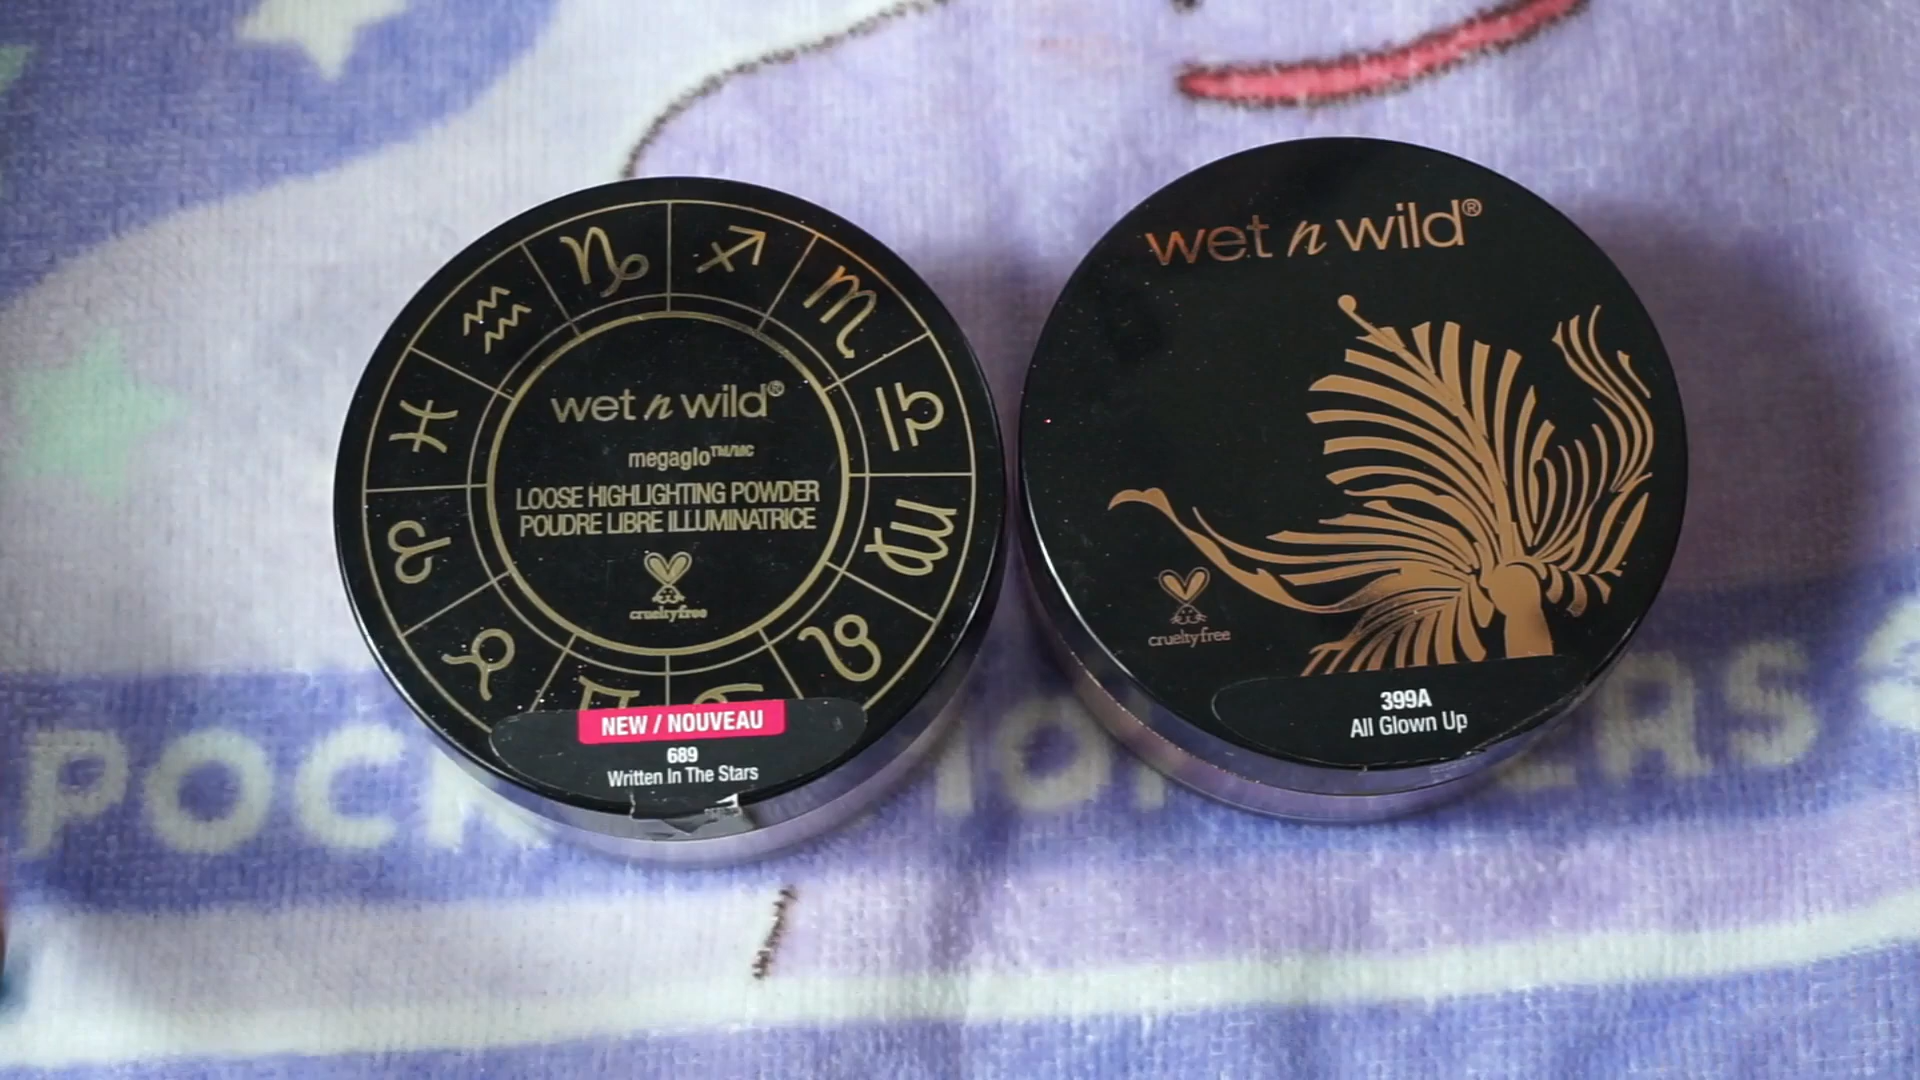 wet n wild®
megaglo™/MC
LOOSE HIGHLIGHTING POWDER
POUDRE LIBRE ILLUMINATRICE
crueltyfree
NEW / NOUVEAU
689
Written In The Stars
wet n wild®
crueltyfree
399A
All Glown Up
POCK